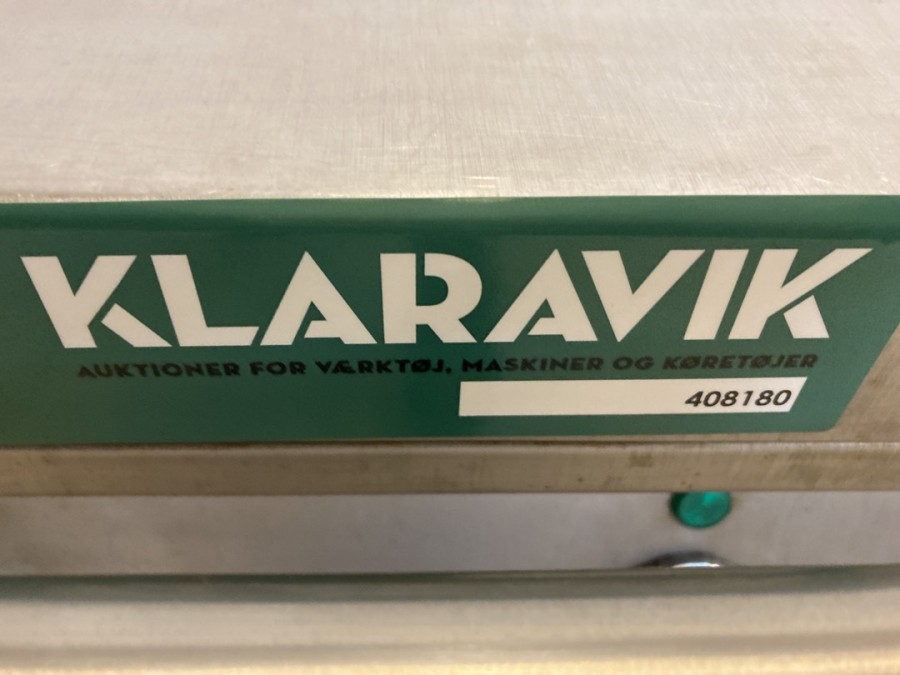 KLARAVIK
AUKTIONER FOR VÆRKTØJ, MASKINER OG KØRETØJER
408180